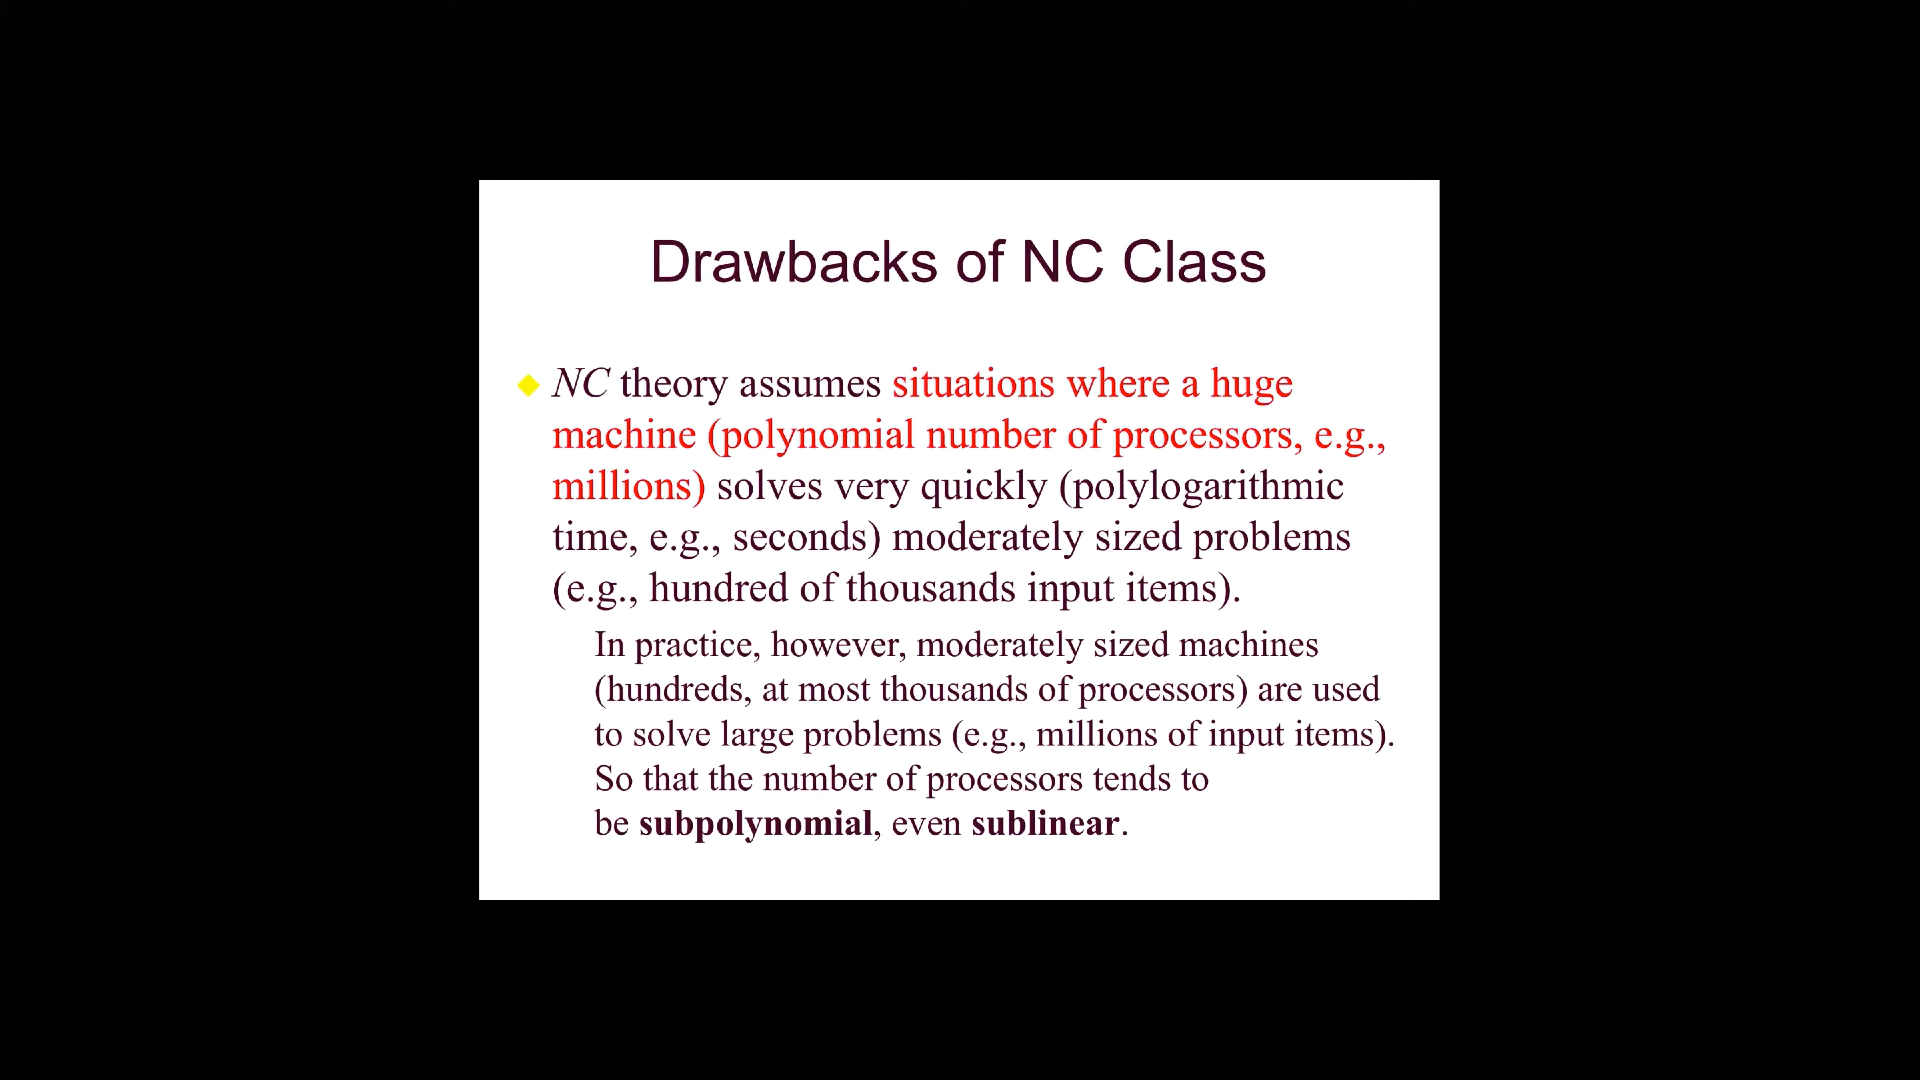 Drawbacks of NC Class
NC theory assumes situations where a huge
machine (polynomial number of processors, e.g.,
millions) solves very quickly (polylogarithmic
time, e.g., seconds) moderately sized problems
(e.g., hundred of thousands input items).
In practice, however, moderately sized machines
(hundreds, at most thousands of processors) are used
to solve large problems (e.g., millions of input items).
So that the number of processors tends to
be subpolynomial, even sublinear.